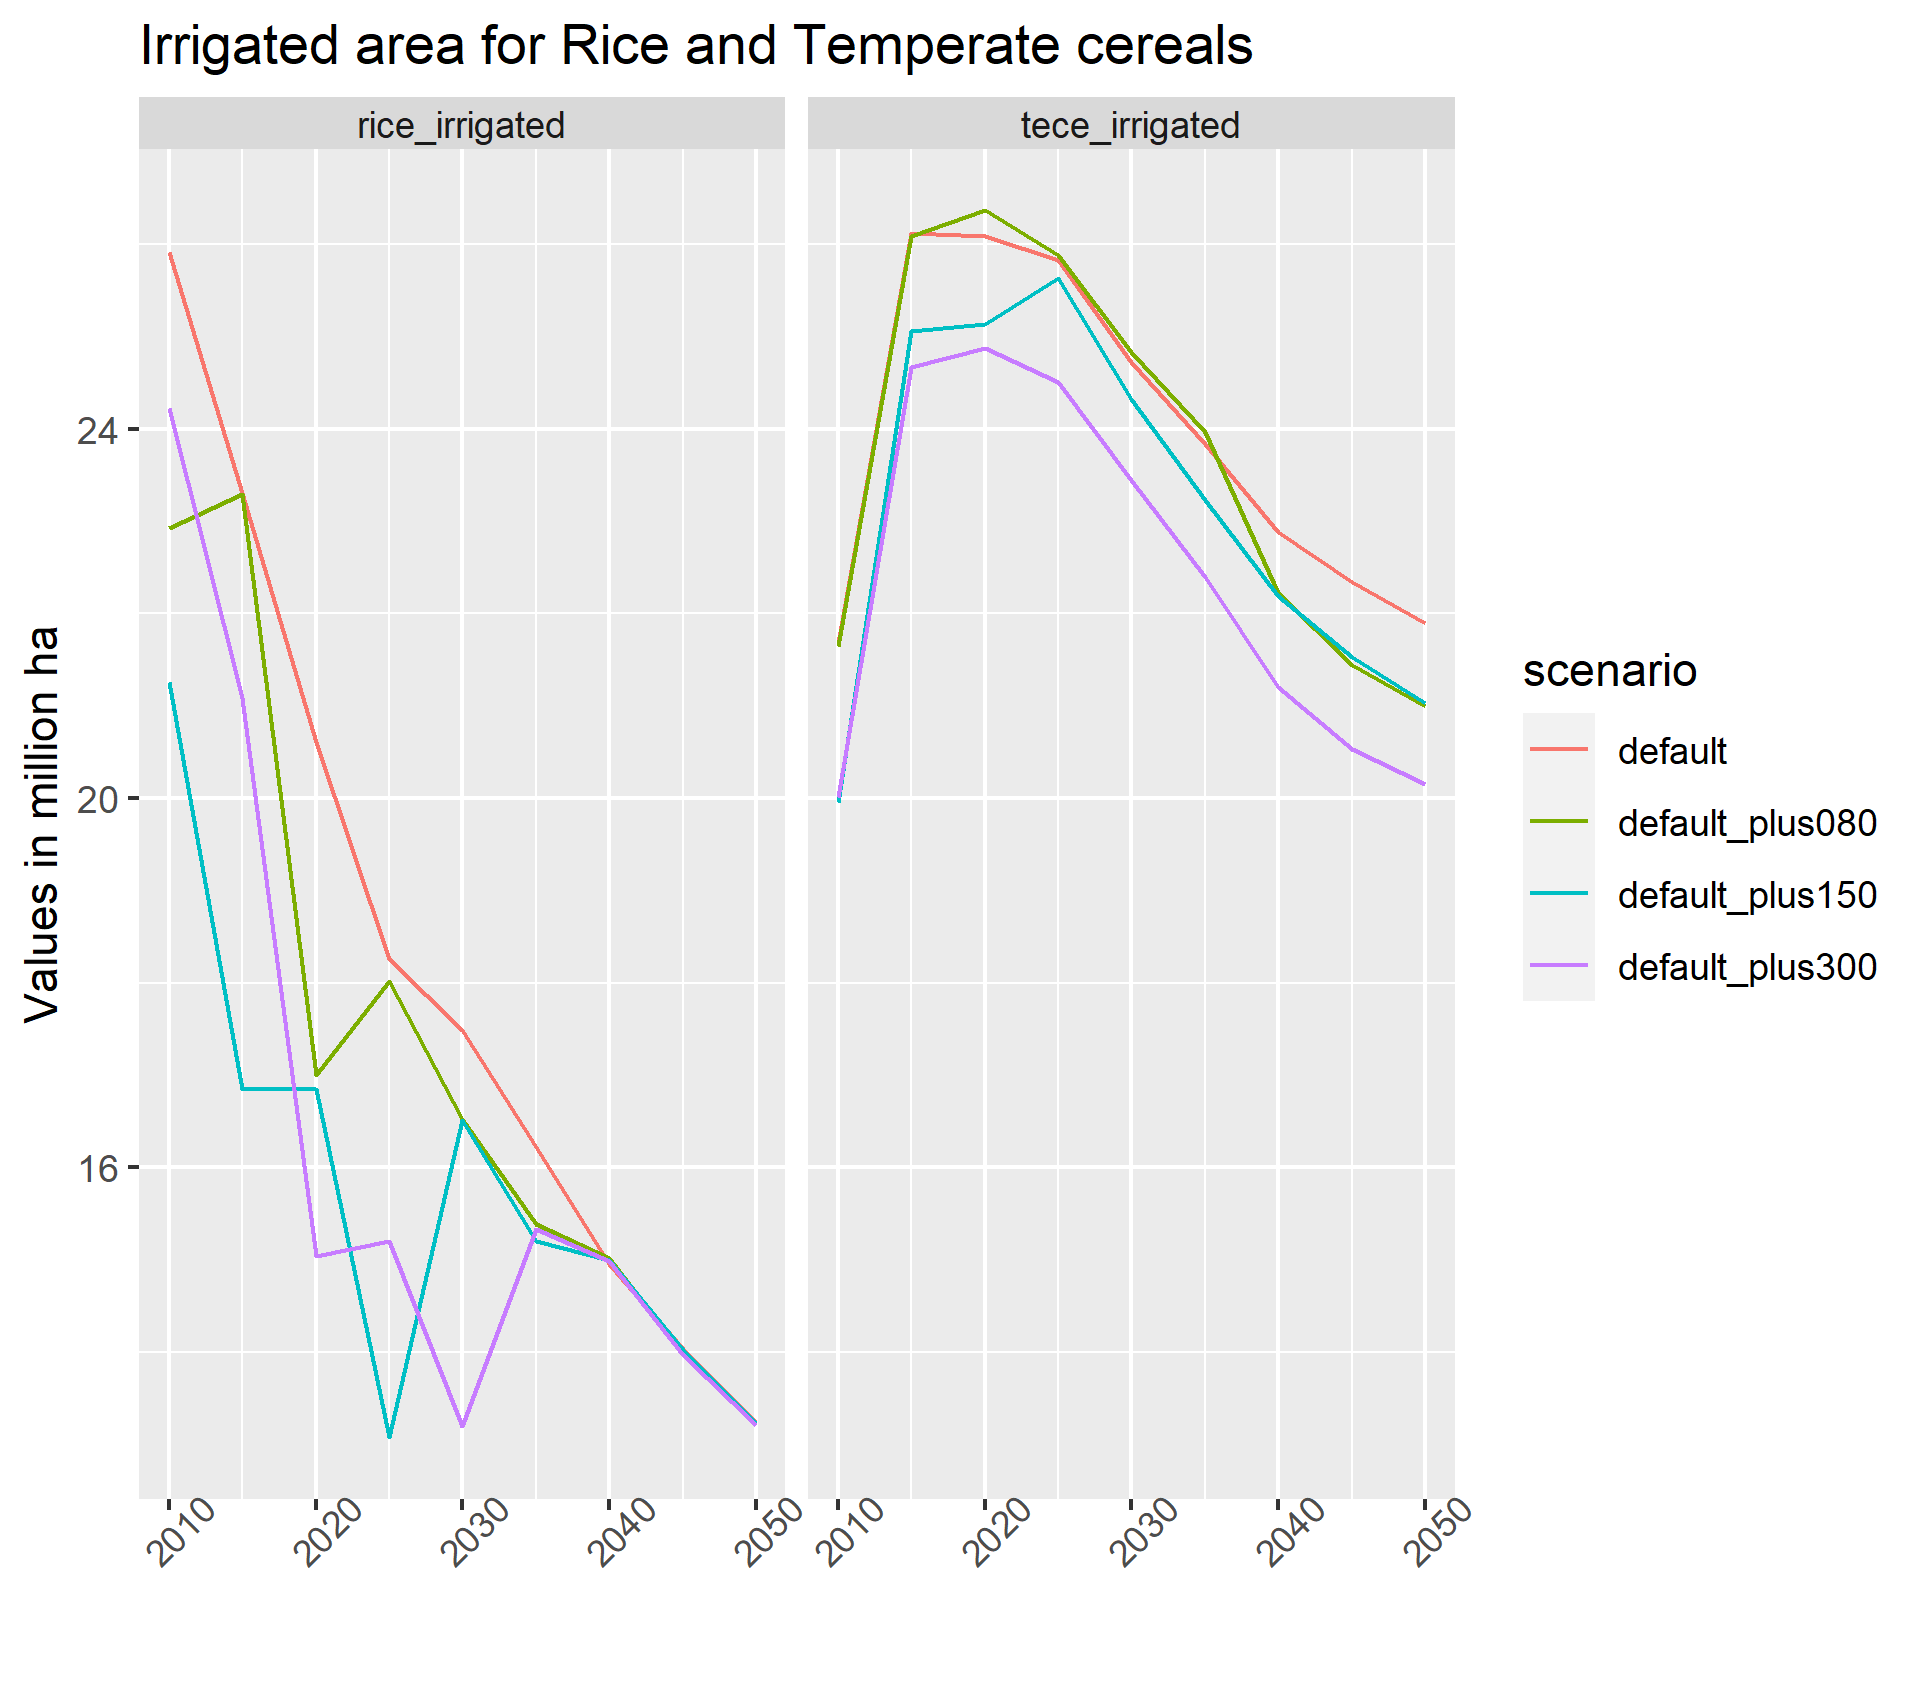 Irrigated area for Rice and Temperate cereals
rice_irrigated
tece_irrigated
Values in million ha
24
20
16
2010
2020
2030
2040
2050
2010
2020
2030
2040
2050
scenario
default
default_plus080
default_plus150
default_plus300